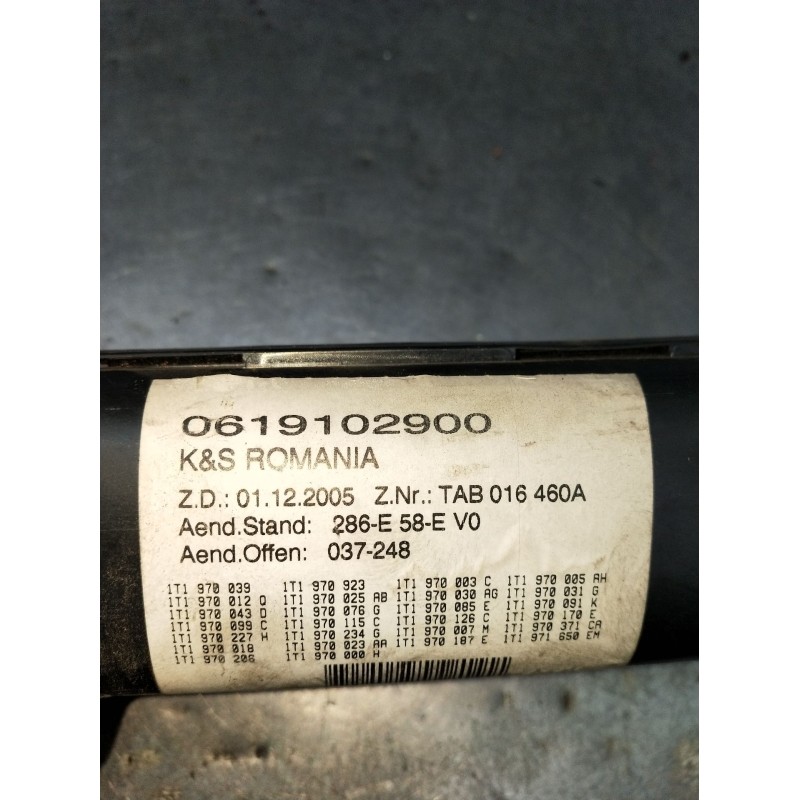 0619102900
K&S ROMANIA
Z.D.: 01.12.2005 Z.Nr.: TAB 016 460A
Aend.Stand: 286-E 58-E V0
Aend.Offen: 037-248
1T1 970 039 1T1 970 923 1T1 970 003 C 1T1 970 005 AH
1T1 970 012 Q 1T1 970 025 AB 1T1 970 030 AG 1T1 970 031 G
1T1 970 043 D 1T1 970 076 G 1T1 970 085 E 1T1 970 091 K
1T1 970 099 C 1T1 970 115 C 1T1 970 126 C 1T1 970 170 E
1T1 970 227 H 1T1 970 234 G 1T1 970 007 M 1T1 970 371 CA
1T1 970 018 1T1 970 023 AA 1T1 970 187 E 1T1 971 650 EM
1T1 970 206 1T1 970 000 H